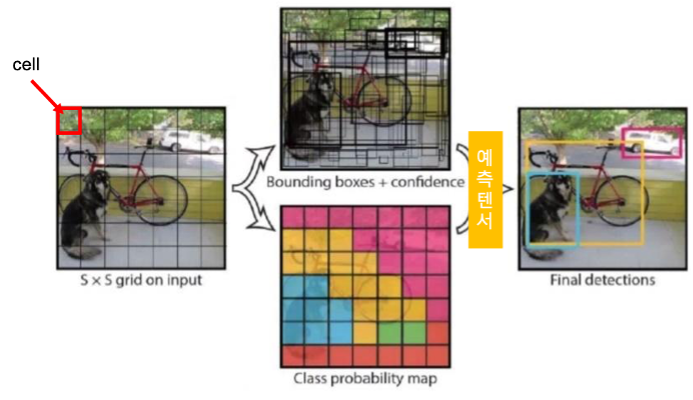 cell
S × S grid on input
Bounding boxes + confidence
Class probability map
예
측
텐
서
Final detections